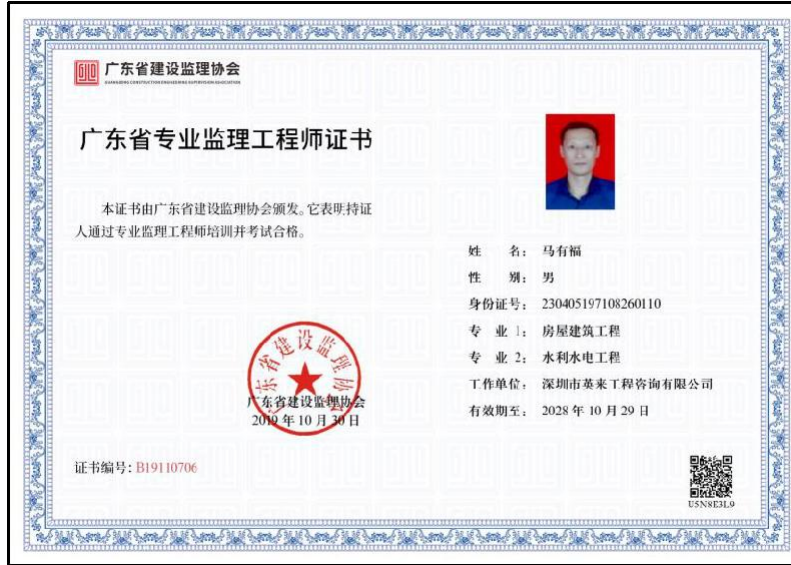 广东省建设监理协会
GUANGDONG CONSTRUCTION ENGINEERING SUPERVISION ASSOCIATION
广东省专业监理工程师证书
本证书由广东省建设监理协会颁发。它表明持证
人通过专业监理工程师培训并考试合格。
广东省建设监理协会
广东省建设监理协会
2019 年 10 月 30 日
证书编号：B19110706
姓 名： 马有福
性 别： 男
身份证号： 230405197108260110
专 业 1： 房屋建筑工程
专 业 2： 水利水电工程
工作单位： 深圳市英来工程咨询有限公司
有效期至： 2028 年 10 月 29 日
U5N8E3L9